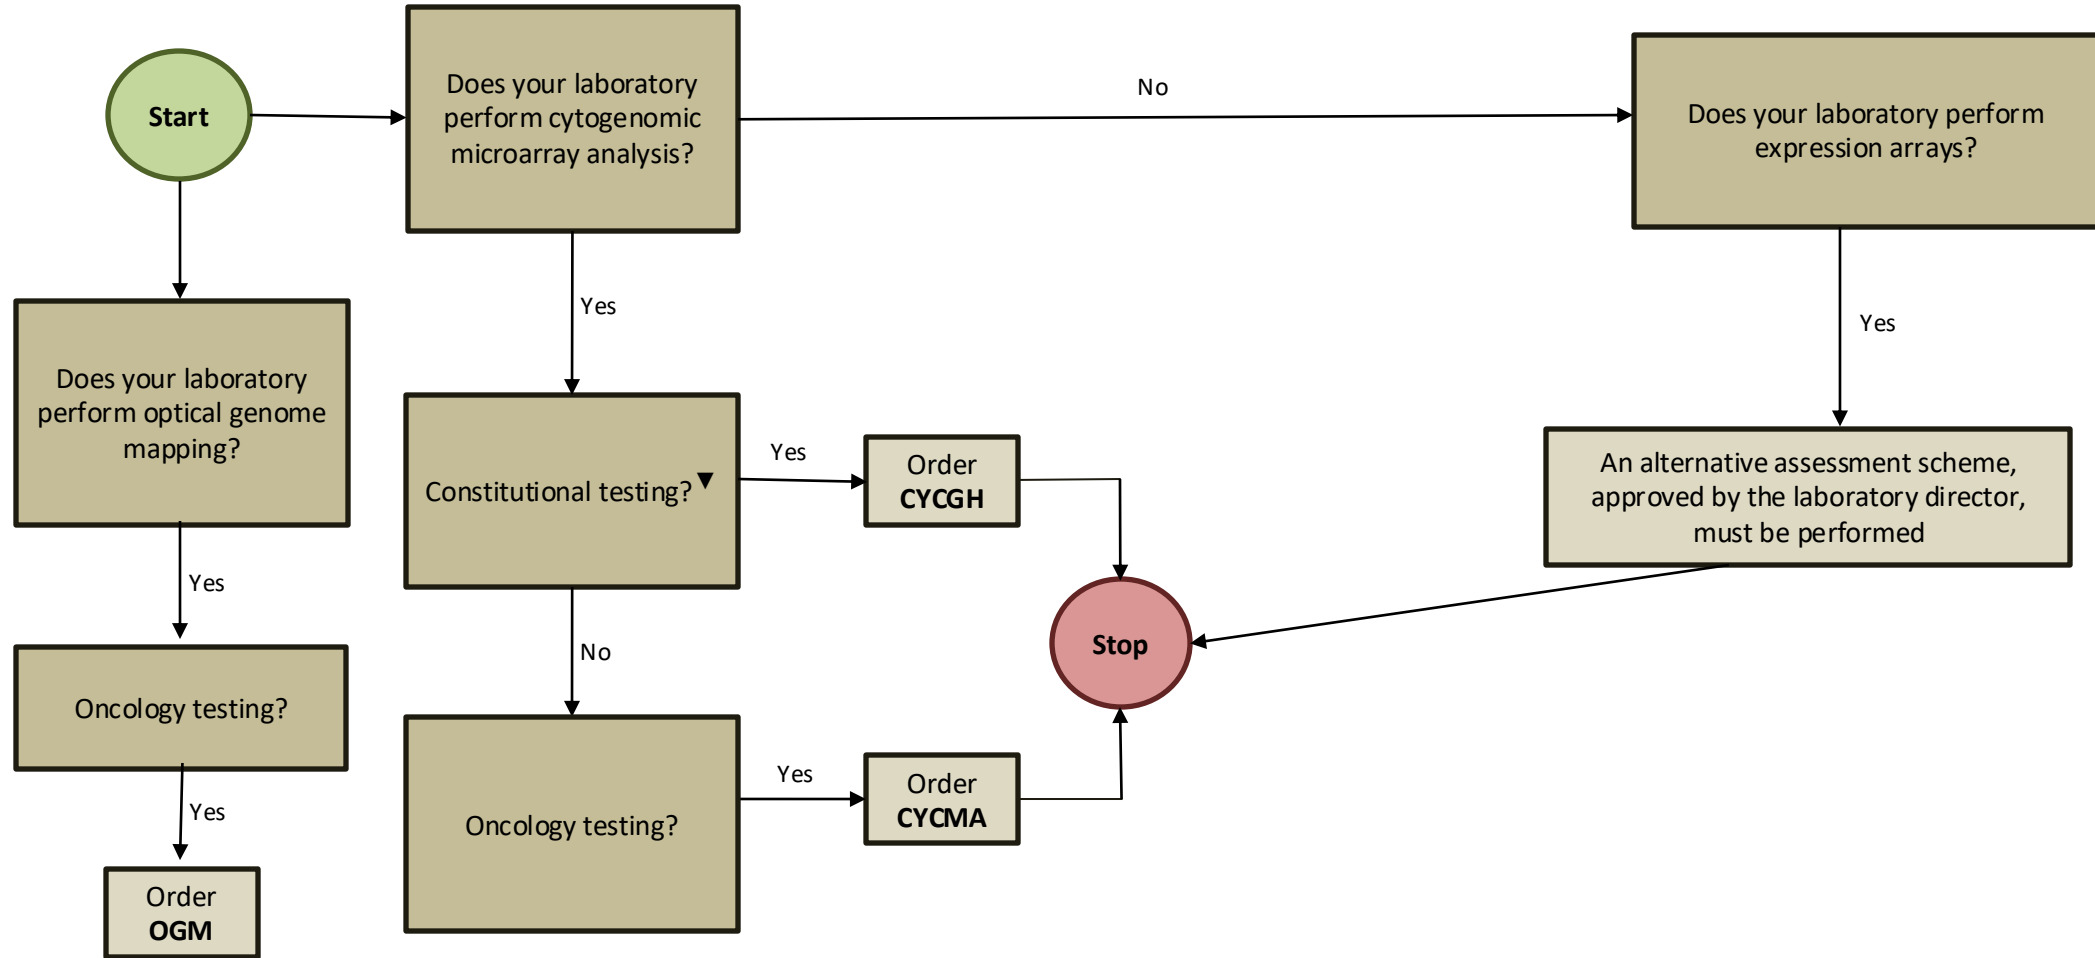 Start
Does your laboratory
perform cytogenomic
microarray analysis?
No
Does your laboratory perform
expression arrays?
Yes
Yes
Does your laboratory
perform optical genome
mapping?
Constitutional testing?▼
Yes
Order
CYCGH
An alternative assessment scheme,
approved by the laboratory director,
must be performed
Yes
No
Stop
Oncology testing?
Oncology testing?
Yes
Order
CYCMA
Yes
Order
OGM